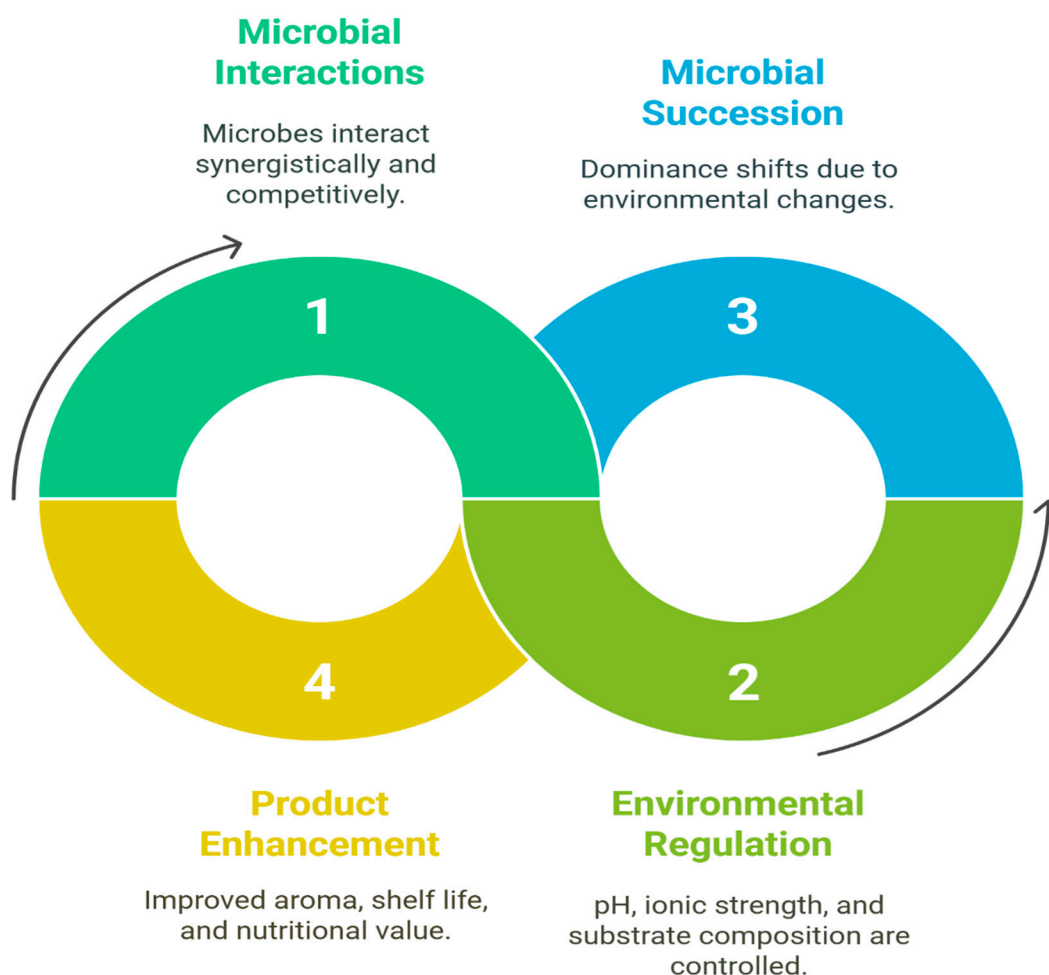 Microbial
Interactions
Microbes interact
synergistically and
competitively.
Microbial
Succession
Dominance shifts due to
environmental changes.
1
3
4
2
Product
Enhancement
Improved aroma, shelf life,
and nutritional value.
Environmental
Regulation
pH, ionic strength, and
substrate composition are
controlled.